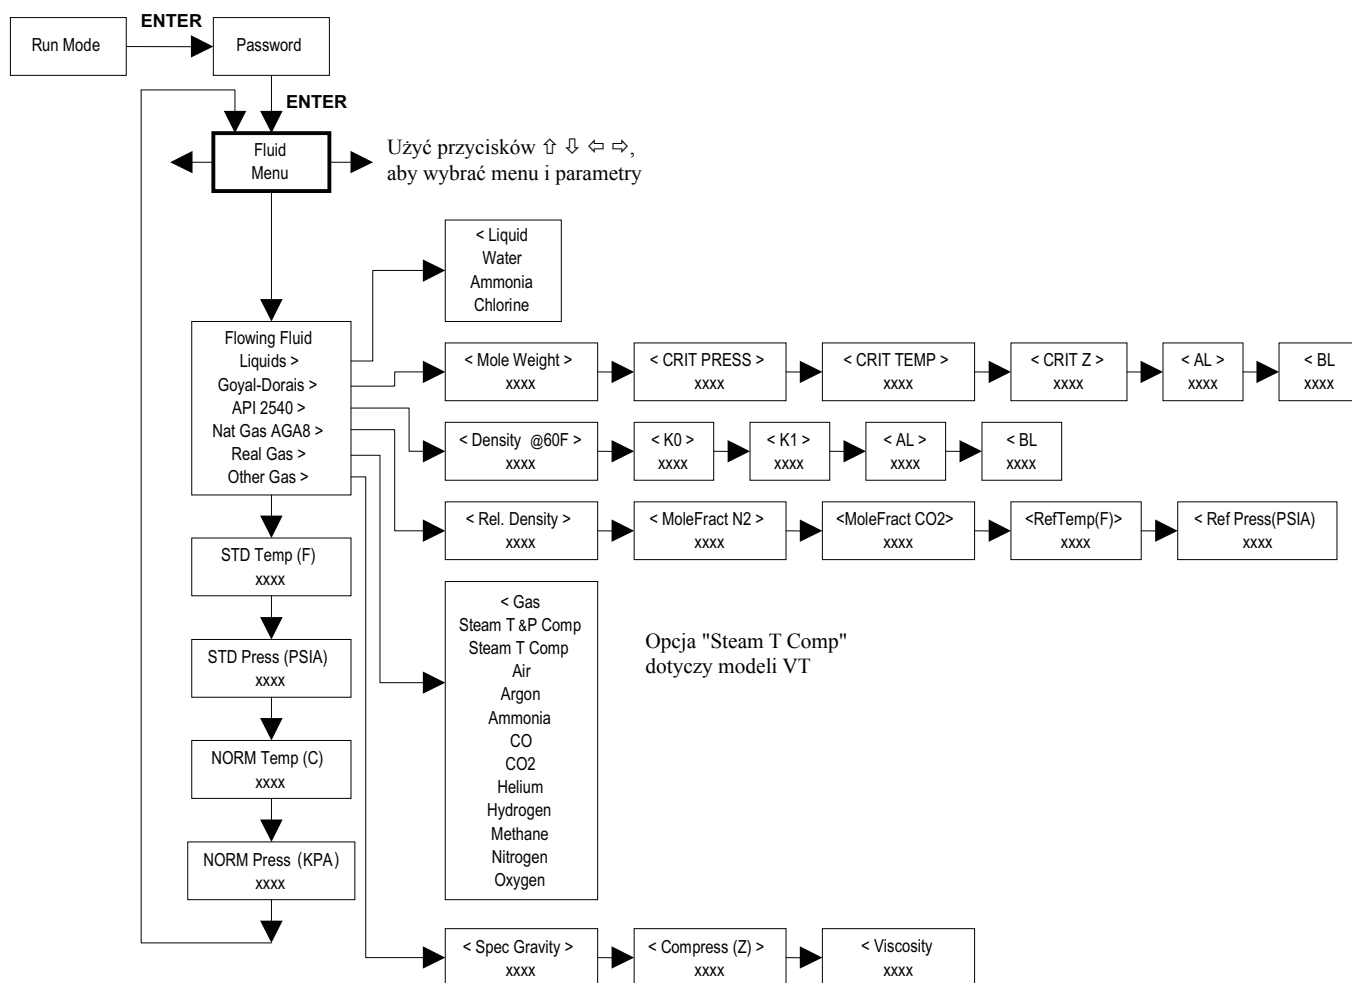 ENTER
Run Mode
Password
ENTER
Fluid
Menu
Użyć przycisków ⇧ ⇩ ⇦ ⇨,
aby wybrać menu i parametry
< Liquid
Water
Ammonia
Chlorine
Flowing Fluid
Liquids >
Goyal-Dorais >
API 2540 >
Nat Gas AGA8 >
Real Gas >
Other Gas >
< Mole Weight >
xxxx
< CRIT PRESS >
xxxx
< CRIT TEMP >
xxxx
< CRIT Z >
xxxx
< AL >
xxxx
< BL
xxxx
< Density @60F >
xxxx
< K0 >
xxxx
< K1 >
xxxx
< AL >
xxxx
< BL
xxxx
< Rel. Density >
xxxx
< MoleFract N2 >
xxxx
<MoleFract CO2>
xxxx
<RefTemp(F)>
xxxx
< Ref Press(PSIA)
xxxx
STD Temp (F)
xxxx
STD Press (PSIA)
xxxx
NORM Temp (C)
xxxx
NORM Press (KPA)
xxxx
< Gas
Steam T &P Comp
Steam T Comp
Air
Argon
Ammonia
CO
CO2
Helium
Hydrogen
Methane
Nitrogen
Oxygen
Opcja "Steam T Comp"
dotyczy modeli VT
< Spec Gravity >
xxxx
< Compress (Z) >
xxxx
< Viscosity
xxxx